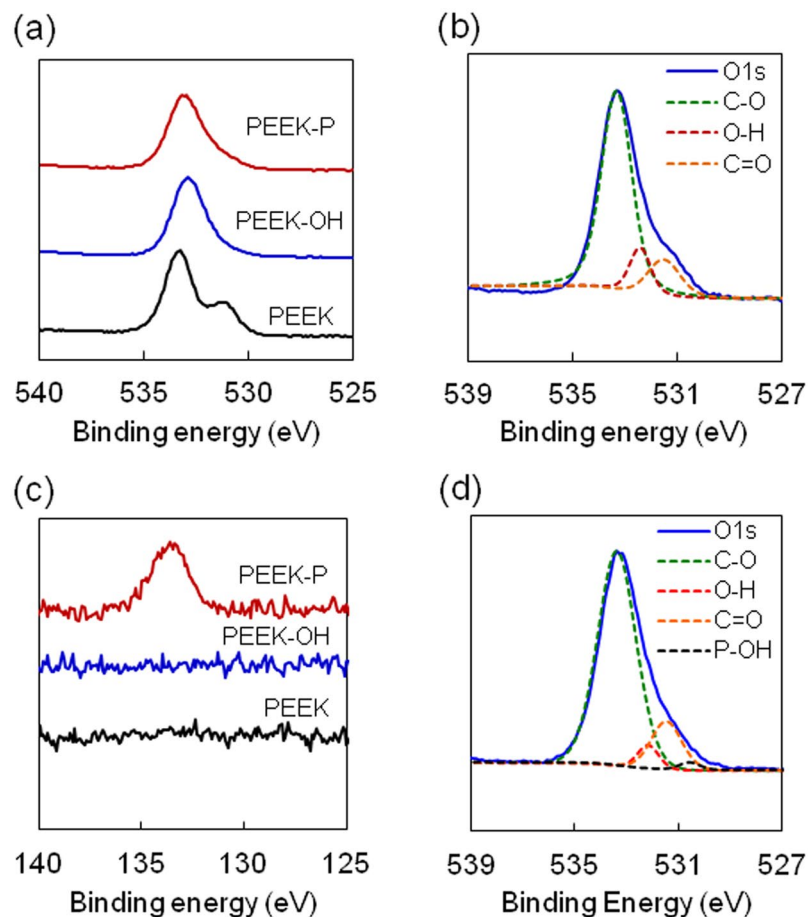 (a)
PEEK-P
PEEK-OH
PEEK
540 535 530 525
Binding energy (eV)
(b)
O1s
C-O
O-H
C=O
539 535 531 527
Binding energy (eV)
(c)
PEEK-P
PEEK-OH
PEEK
140 135 130 125
Binding energy (eV)
(d)
O1s
C-O
O-H
C=O
P-OH
539 535 531 527
Binding Energy (eV)